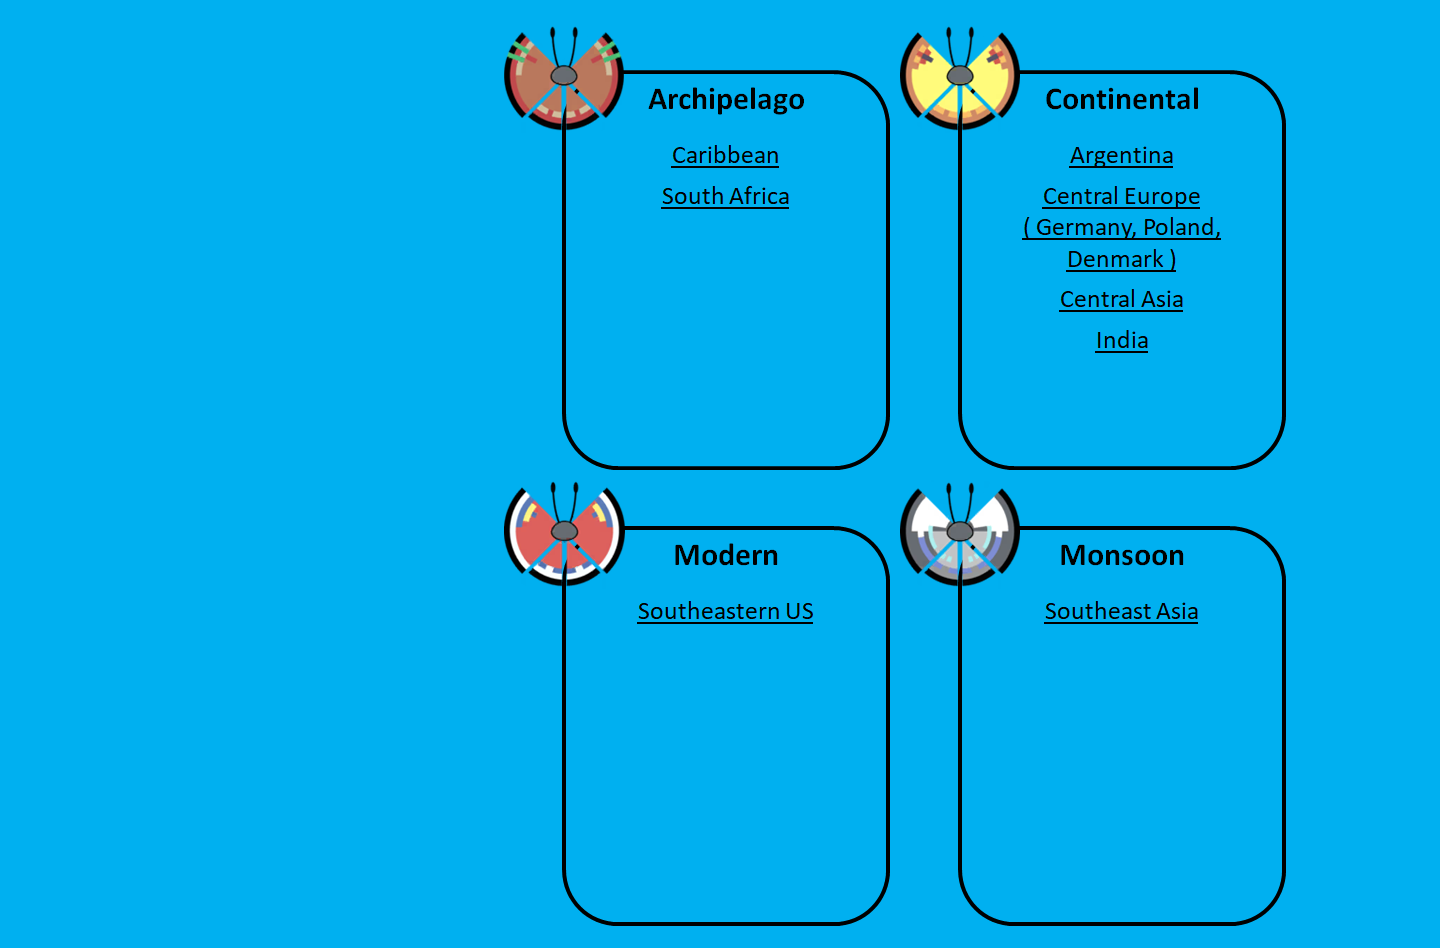 Archipelago
Caribbean
South Africa
Continental
Argentina
Central Europe
( Germany, Poland,
Denmark )
Central Asia
India
Modern
Southeastern US
Monsoon
Southeast Asia